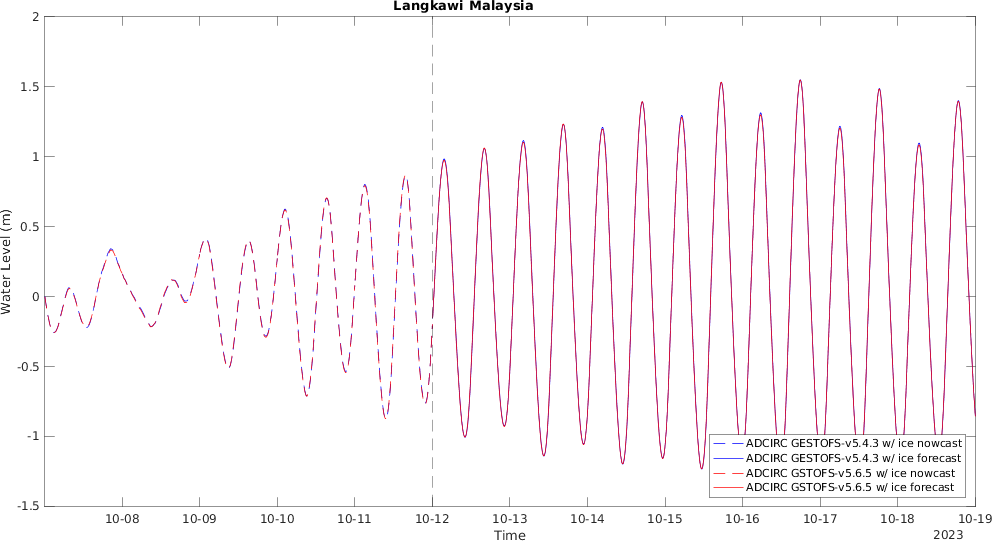 Langkawi Malaysia
Water Level (m)
2
1.5
1
0.5
0
-0.5
-1
-1.5
ADCIRC GESTOFS-v5.4.3 w/ ice nowcast
ADCIRC GESTOFS-v5.4.3 w/ ice forecast
ADCIRC GSTOFS-v5.6.5 w/ ice nowcast
ADCIRC GSTOFS-v5.6.5 w/ ice forecast
10-08 10-09 10-10 10-11 10-12 10-13 10-14 10-15 10-16 10-17 10-18 10-19
Time
2023